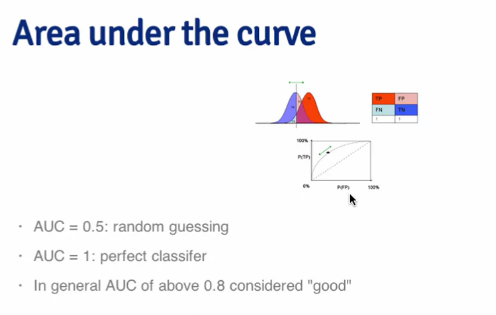 Area under the curve
TP FP
FN TN
1 1
100%
P(TP)
0%
P(FP)
100%
· AUC = 0.5: random guessing
· AUC = 1: perfect classifer
· In general AUC of above 0.8 considered "good"